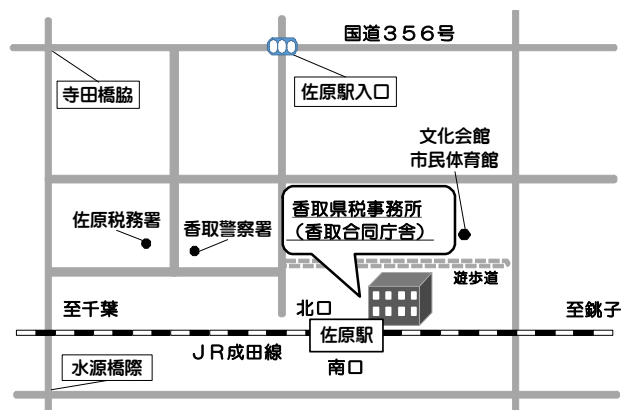 国道３５６号
寺田橋脇
佐原駅入口
文化会館
市民体育館
香取県税事務所
（香取合同庁舎）
佐原税務署
香取警察署
遊歩道
至千葉
北口
至銚子
佐原駅
ＪＲ成田線
南口
水源橋際